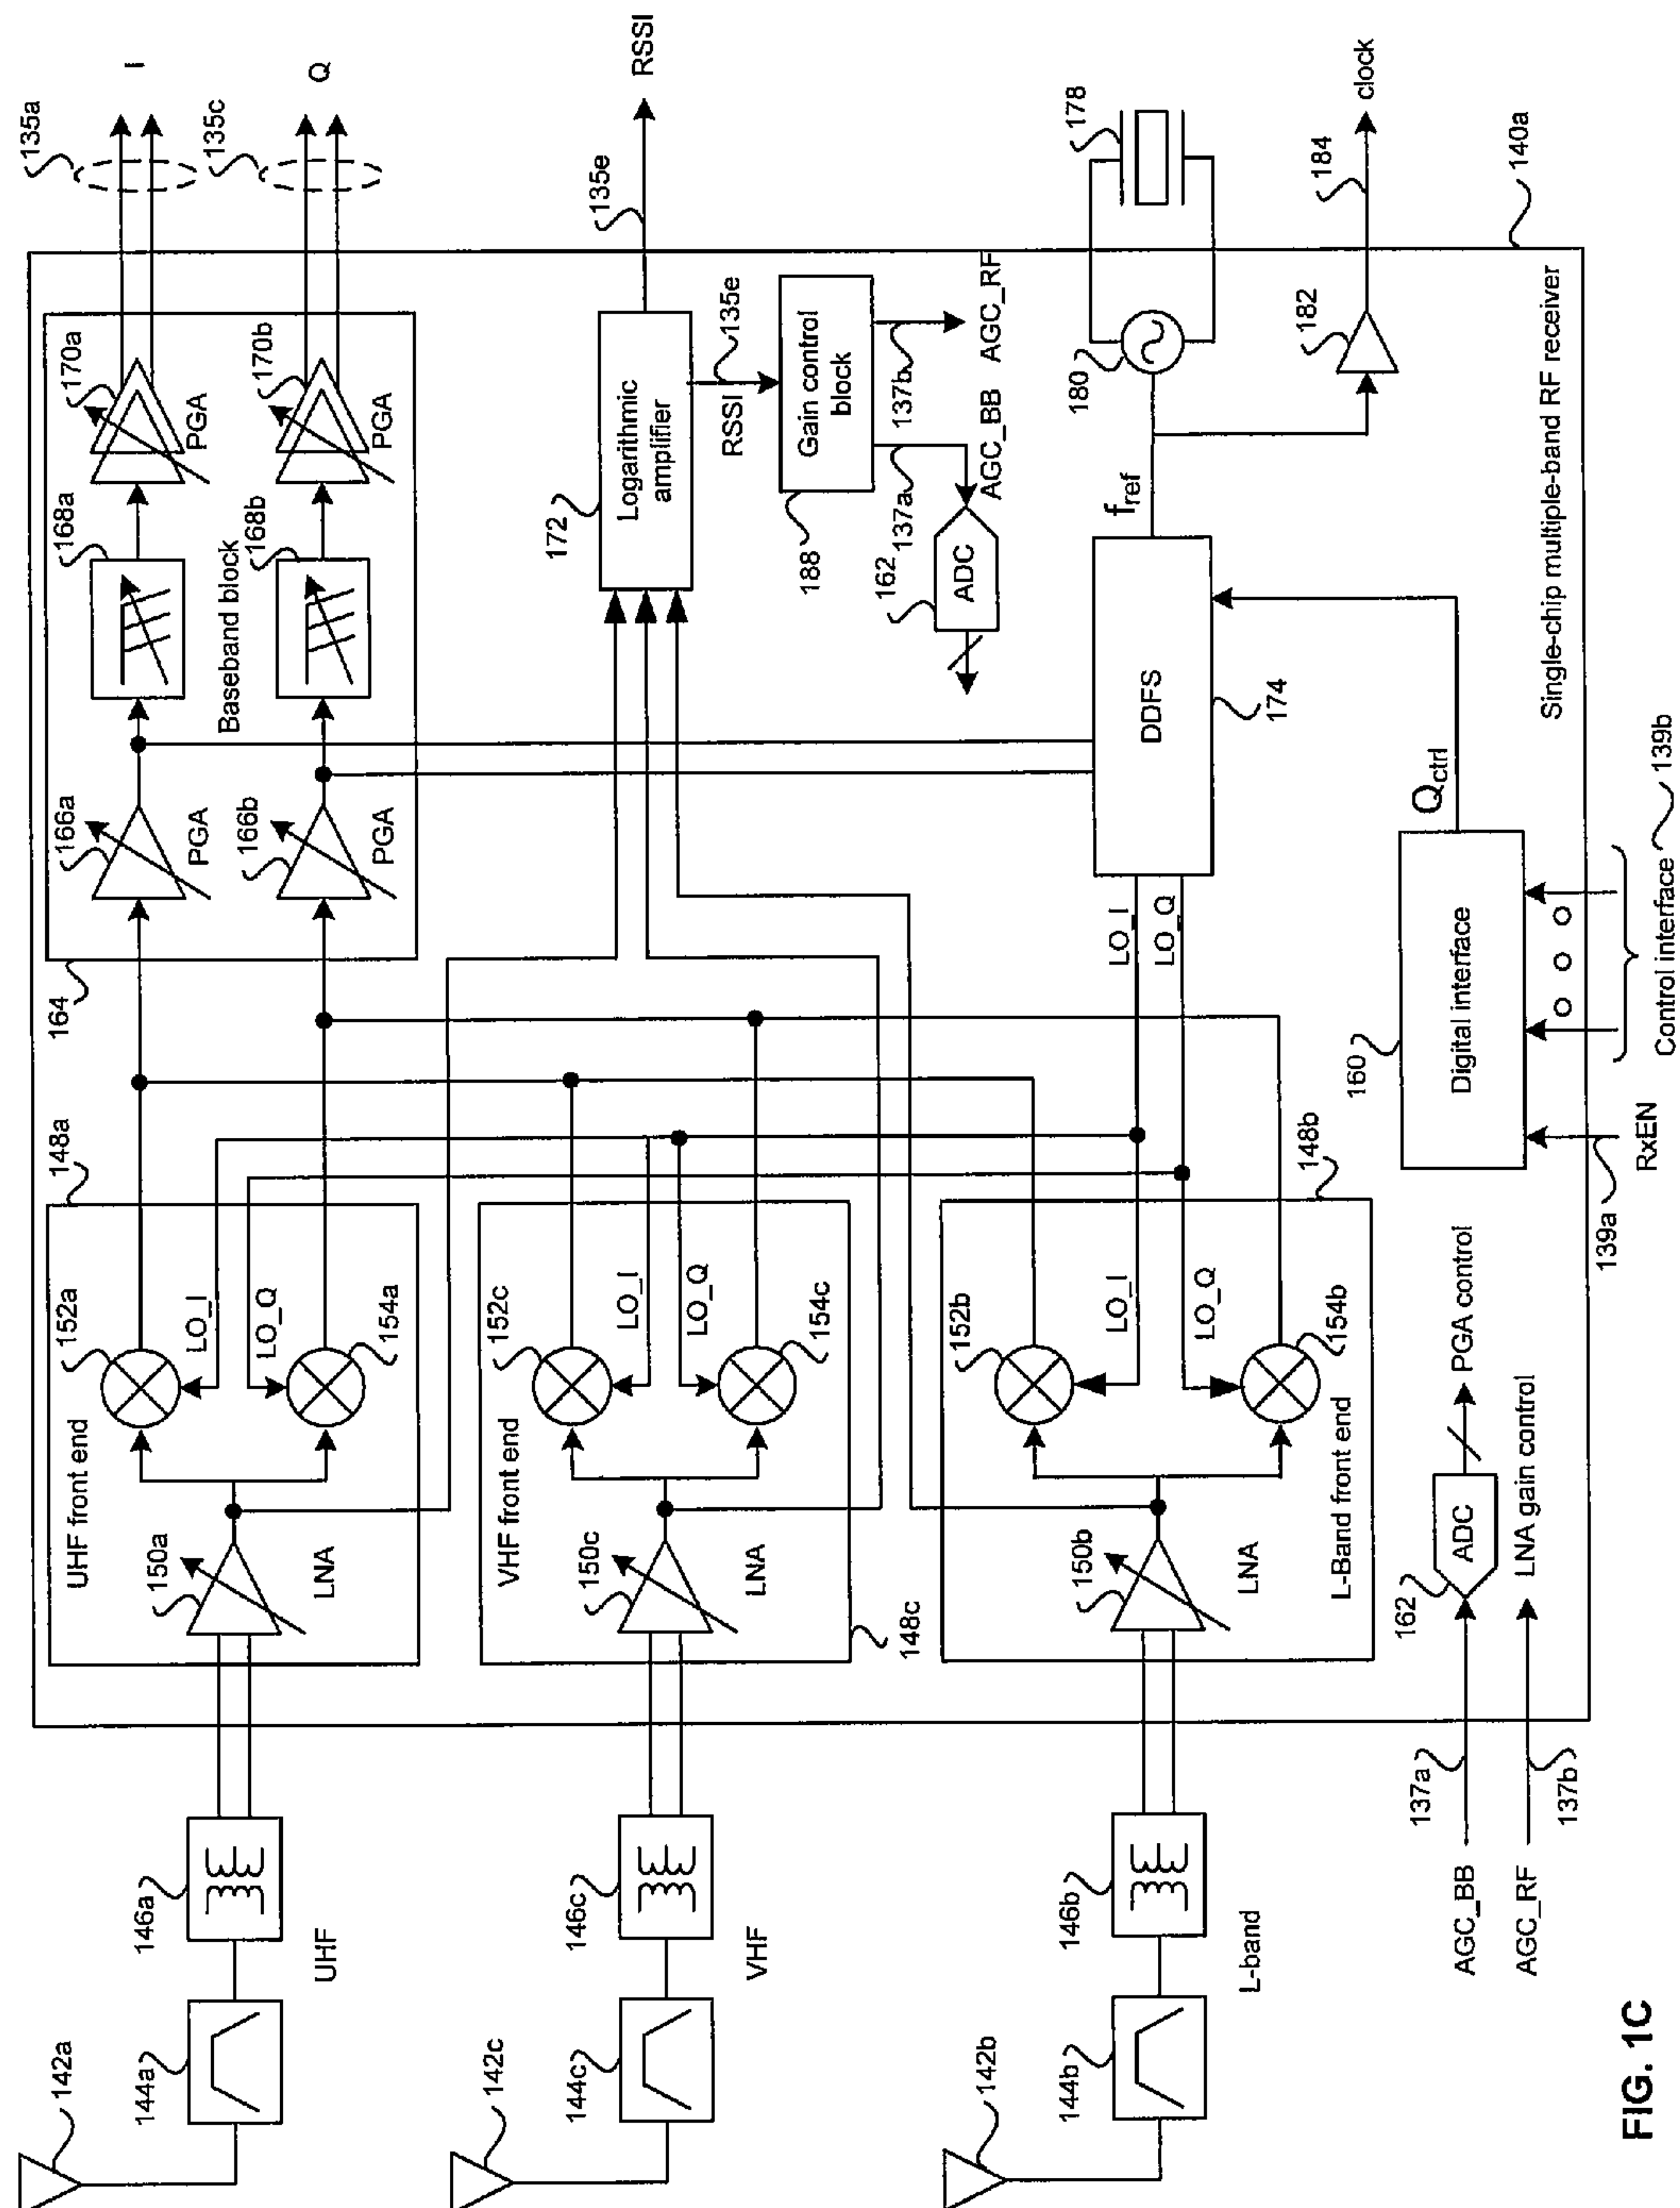 142a
144a
146a
UHF
142c
144c
146c
VHF
142b
144b
146b
L-band
AGC_BB
137a
AGC_RF
137b
148a
UHF front end
150a
LNA
152a
LO_I
LO_Q
154a
VHF front end
150c
LNA
152c
LO_I
LO_Q
154c
148c
L-Band front end
150b
LNA
152b
LO_I
LO_Q
154b
148b
162
ADC
PGA control
LNA gain control
164
166a
PGA
168a
170a
PGA
Baseband block
166b
PGA
168b
170b
PGA
135a
I
135c
Q
172
Logarithmic
amplifier
135e
RSSI
RSSI
135e
188
Gain control
block
137a
137b
AGC_BB
AGC_RF
162
ADC
LO_I
LO_Q
DDFS
174
fref
180
178
182
184
clock
160
Digital interface
Qctrl
139a
RxEN
Control interface
139b
Single-chip multiple-band RF receiver
140a
FIG. 1C